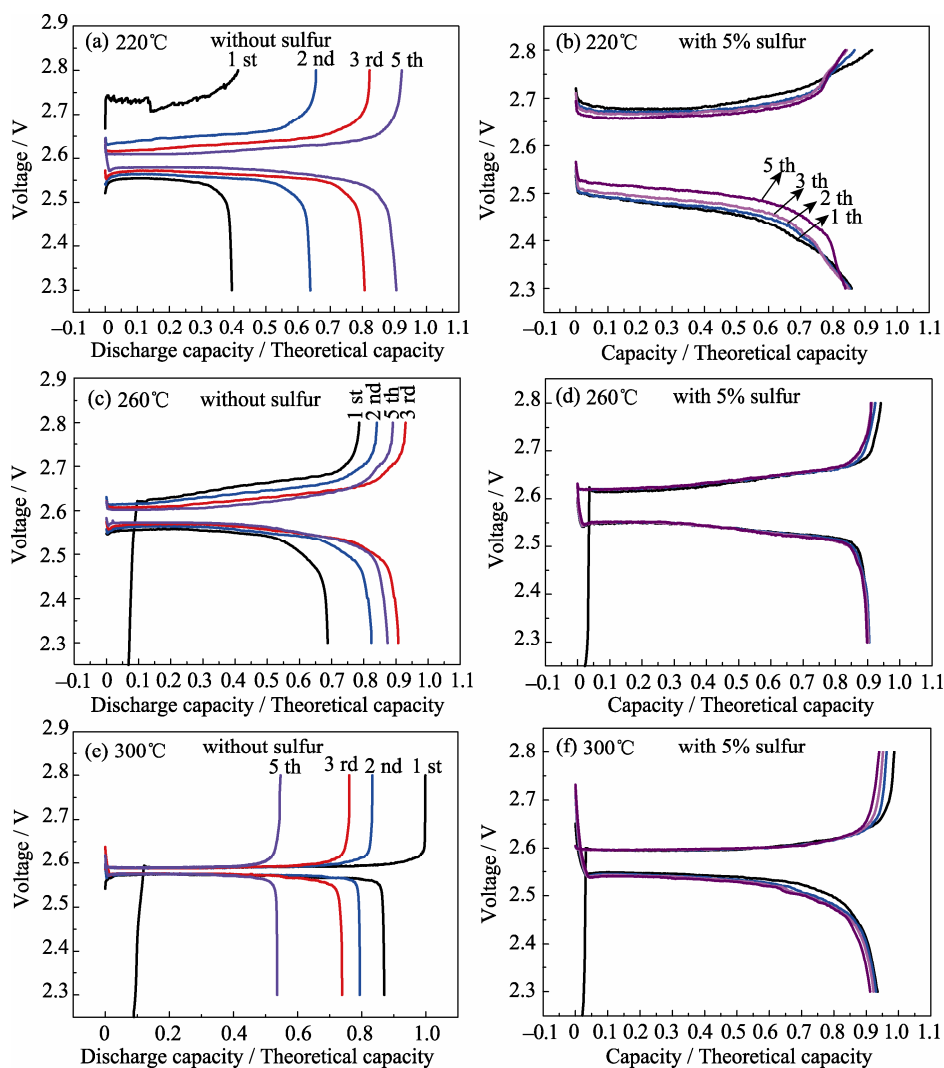 2.9
(a) 220℃ without sulfur
1 st 2 nd 3 rd 5 th
2.8
2.7
2.6
2.5
2.4
2.3
Voltage / V
–0.1 0 0.1 0.2 0.3 0.4 0.5 0.6 0.7 0.8 0.9 1.0 1.1
Discharge capacity / Theoretical capacity
(b) 220℃ with 5% sulfur
2.8
2.7
2.6
2.5
2.4
2.3
Voltage / V
5 th
3 th
2 th
1 th
–0.1 0 0.1 0.2 0.3 0.4 0.5 0.6 0.7 0.8 0.9 1.0 1.1
Capacity / Theoretical capacity
2.9
(c) 260℃ without sulfur
1 st 2 nd 5 th 3 rd
2.8
2.7
2.6
2.5
2.4
2.3
Voltage / V
–0.1 0 0.1 0.2 0.3 0.4 0.5 0.6 0.7 0.8 0.9 1.0 1.1
Discharge capacity / Theoretical capacity
(d) 260℃ with 5% sulfur
2.8
2.7
2.6
2.5
2.4
2.3
Voltage / V
–0.1 0 0.1 0.2 0.3 0.4 0.5 0.6 0.7 0.8 0.9 1.0 1.1
Capacity / Theoretical capacity
2.9
(e) 300℃ without sulfur
5 th 3 rd 2 nd 1 st
2.8
2.7
2.6
2.5
2.4
2.3
Voltage / V
0 0.2 0.4 0.6 0.8 1.0
Discharge capacity / Theoretical capacity
(f) 300℃ with 5% sulfur
2.8
2.7
2.6
2.5
2.4
2.3
Voltage / V
–0.1 0 0.1 0.2 0.3 0.4 0.5 0.6 0.7 0.8 0.9 1.0 1.1
Capacity / Theoretical capacity